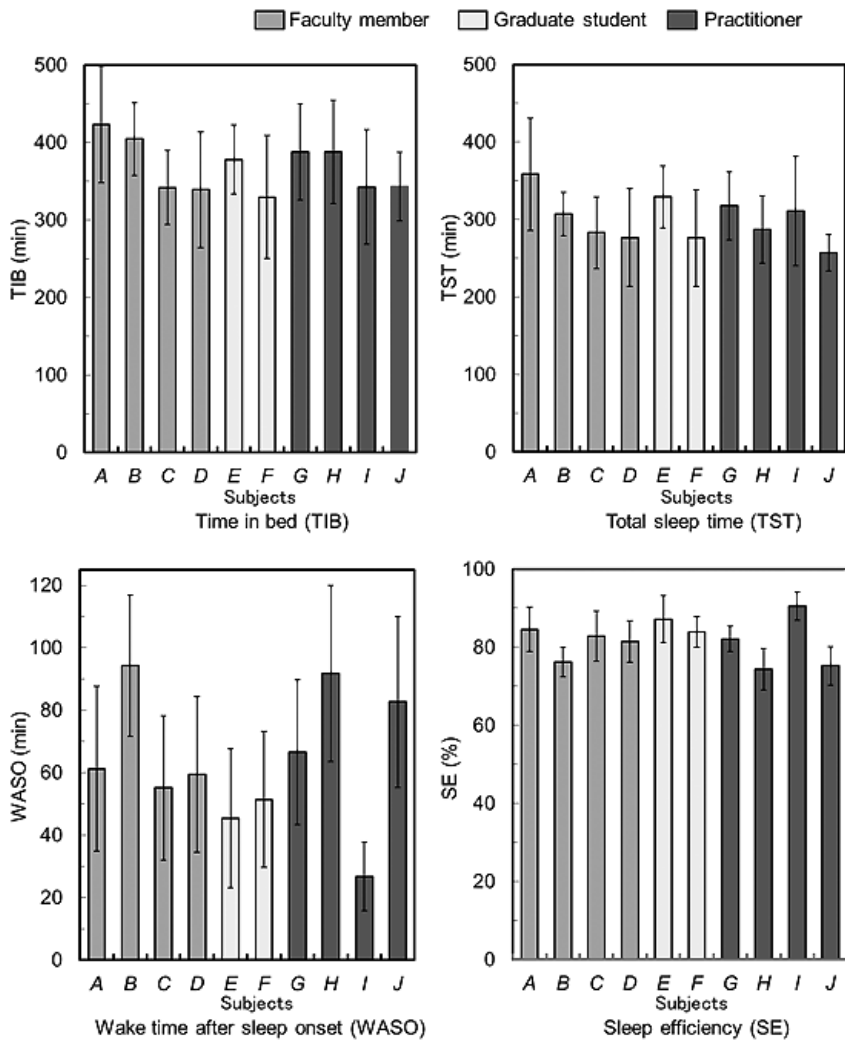 Faculty member Graduate student Practitioner
500
400
300
200
100
0
TIB (min)
A B C D E F G H I J
Subjects
Time in bed (TIB)
500
400
300
200
100
0
TST (min)
A B C D E F G H I J
Subjects
Total sleep time (TST)
120
100
80
60
40
20
0
WASO (min)
A B C D E F G H I J
Subjects
Wake time after sleep onset (WASO)
100
80
60
40
20
0
SE (%)
A B C D E F G H I J
Subjects
Sleep efficiency (SE)